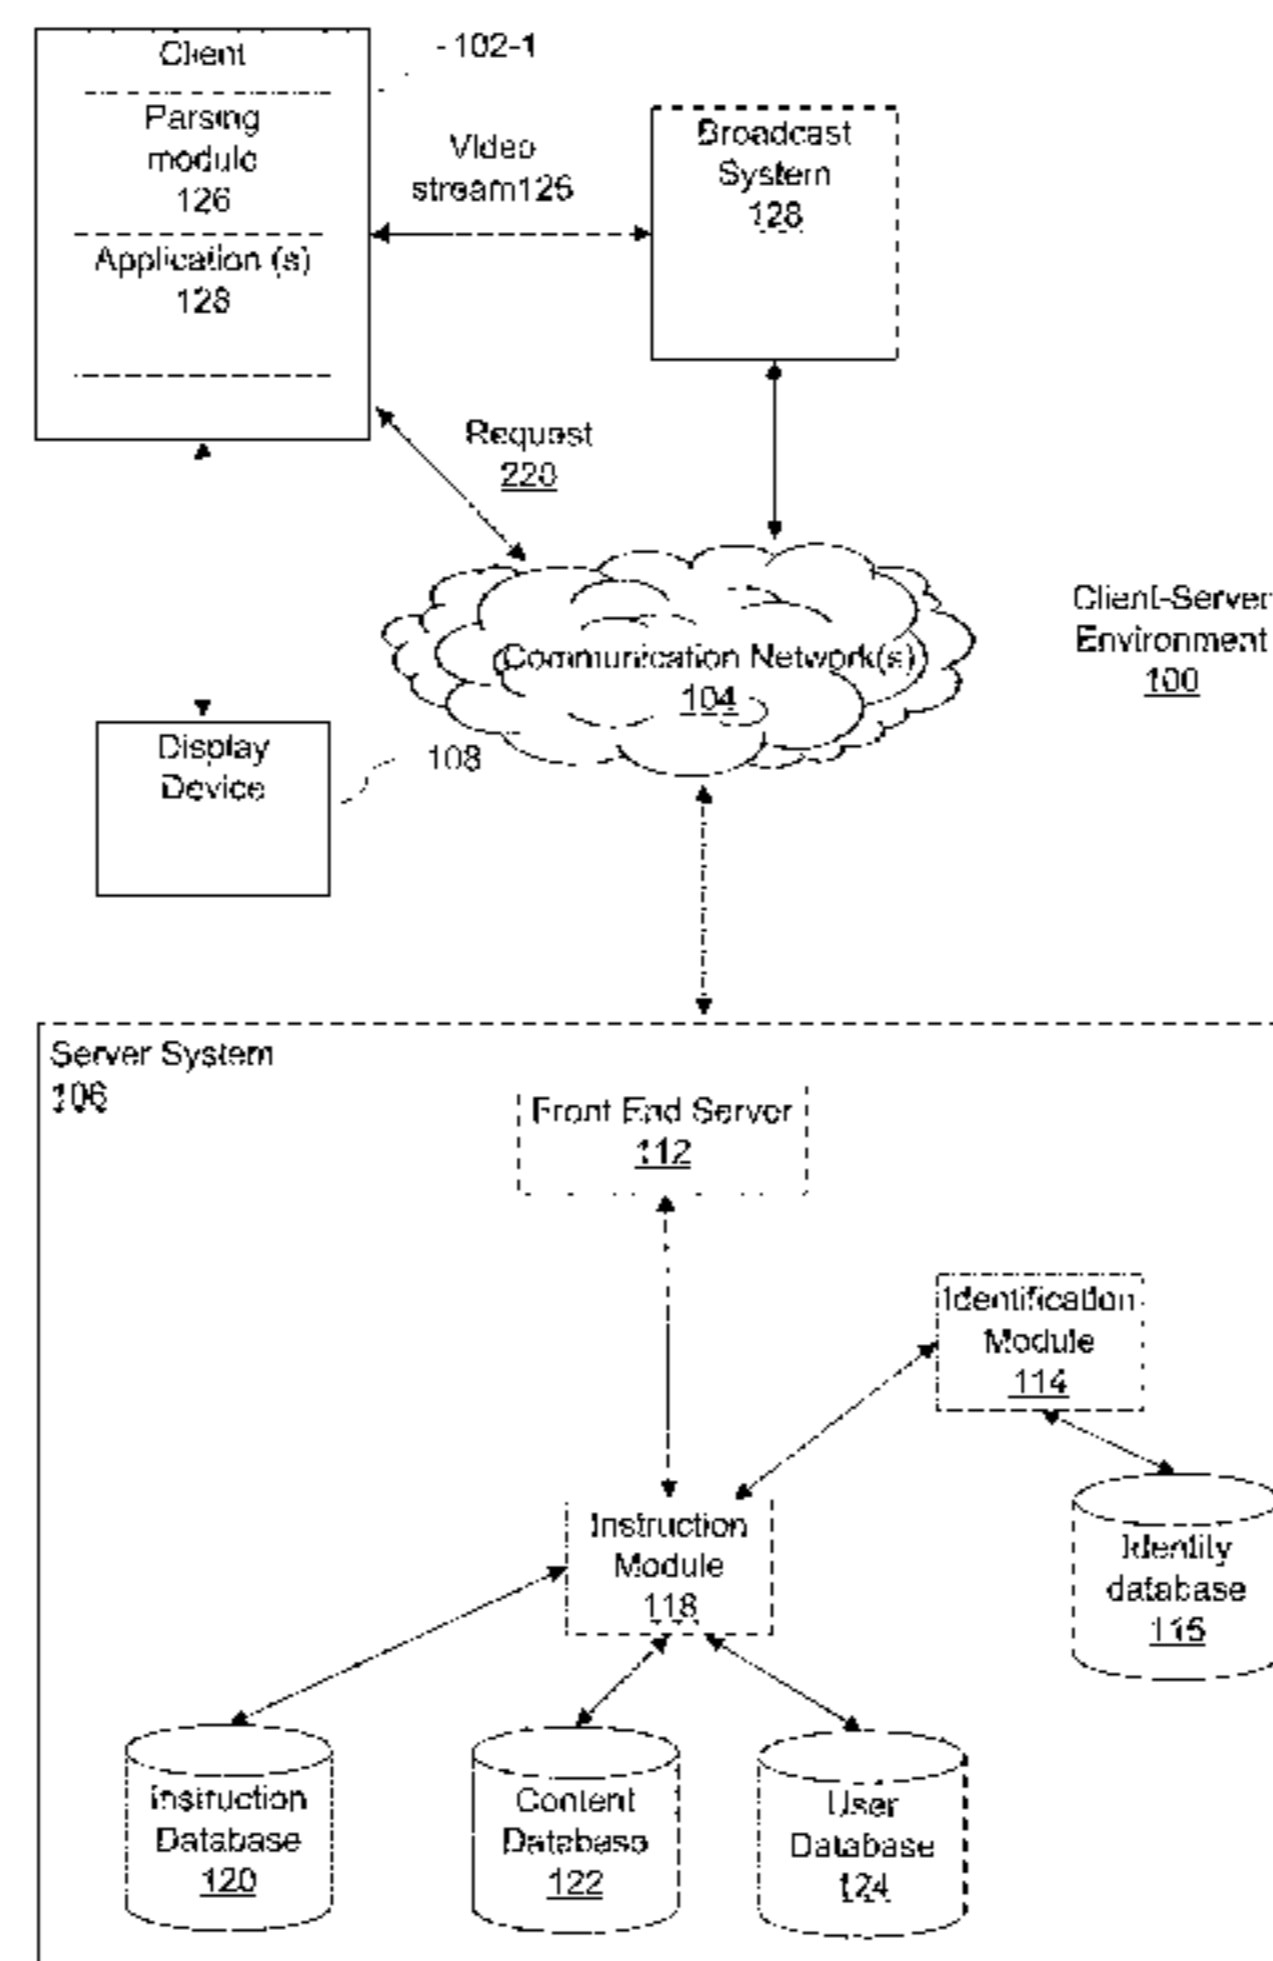 Client
102-1
Parsing
module
126
Application (s)
128
Video
stream126
Broadcast
System
128
Request
220
Communication Network(s)
104
Client-Server
Environment
100
Display
Device
108
Server System
106
Front End Server
112
Identification
Module
114
Instruction
Module
118
Identity
database
115
Instruction
Database
120
Content
Database
122
User
Database
124